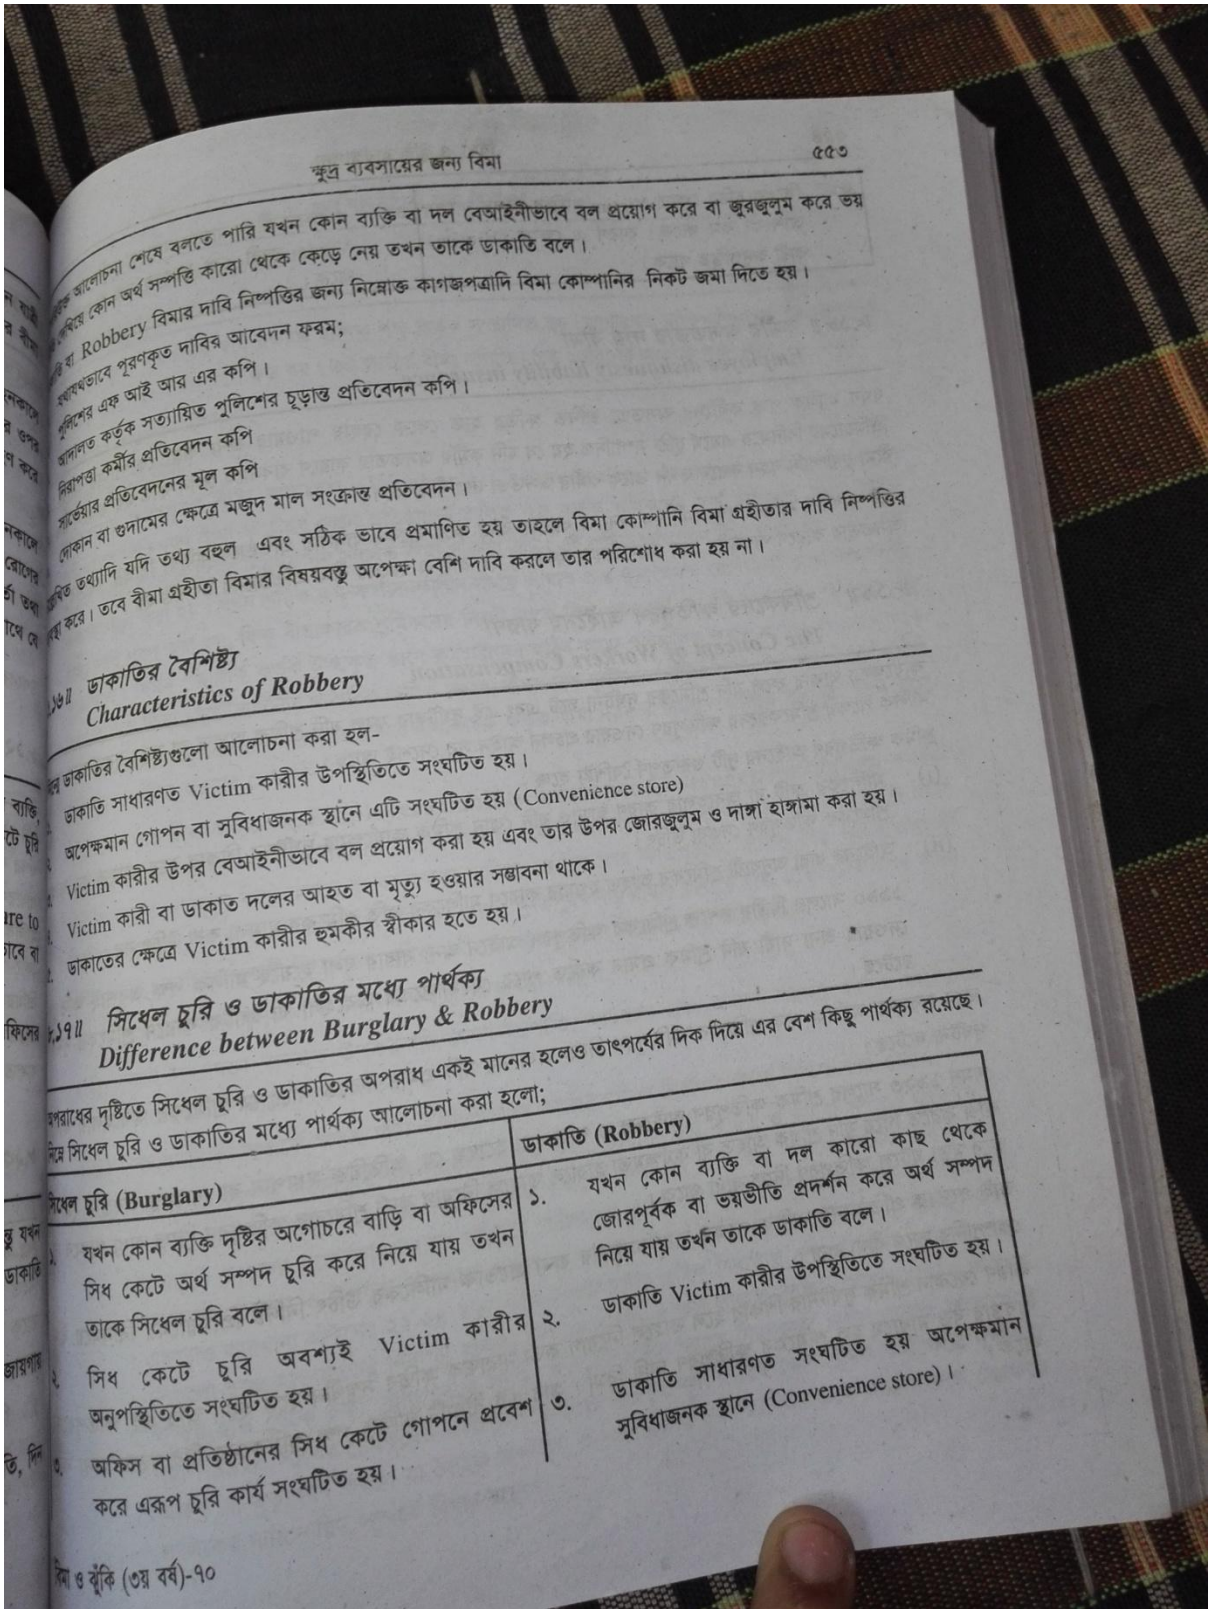 ক্ষুদ্র ব্যবসায়ের জন্য বিমা
৫৫৩
আলোচনা শেষে বলতে পারি যখন কোন ব্যক্তি বা দল বেআইনীভাবে বল প্রয়োগ করে বা জুরজুলুম করে ভয়
দেখিয়ে কোন অর্থ সম্পত্তি কারো থেকে কেড়ে নেয় তখন তাকে ডাকাতি বলে।
বা Robbery বিমার দাবি নিষ্পত্তির জন্য নিম্নোক্ত কাগজপত্রাদি বিমা কোম্পানির নিকট জমা দিতে হয়।
যথাযথভাবে পূরণকৃত দাবির আবেদন ফরম;
পুলিশের এফ আই আর এর কপি।
আদালত কর্তৃক সত্যায়িত পুলিশের চূড়ান্ত প্রতিবেদন কপি।
নিরাপত্তা কর্মীর প্রতিবেদন কপি
সার্ভেয়ার প্রতিবেদনের মূল কপি
দোকান বা গুদামের ক্ষেত্রে মজুদ মাল সংক্রান্ত প্রতিবেদন।
তথ্যাদি যদি তথ্য বহুল এবং সঠিক ভাবে প্রমাণিত হয় তাহলে বিমা কোম্পানি বিমা গ্রহীতার দাবি নিষ্পত্তির
করে। তবে বীমা গ্রহীতা বিমার বিষয়বস্তু অপেক্ষা বেশি দাবি করলে তার পরিশোধ করা হয় না।
.১৬॥ ডাকাতির বৈশিষ্ট্য
Characteristics of Robbery
ডাকাতির বৈশিষ্ট্যগুলো আলোচনা করা হল-
ডাকাতি সাধারণত Victim কারীর উপস্থিতিতে সংঘটিত হয়।
অপেক্ষমান গোপন বা সুবিধাজনক স্থানে এটি সংঘটিত হয় (Convenience store)
Victim কারীর উপর বেআইনীভাবে বল প্রয়োগ করা হয় এবং তার উপর জোরজুলুম ও দাঙ্গা হাঙ্গামা করা হয়।
Victim কারী বা ডাকাত দলের আহত বা মৃত্যু হওয়ার সম্ভাবনা থাকে।
ডাকাতের ক্ষেত্রে Victim কারীর হুমকীর স্বীকার হতে হয়।
.১৭॥ সিধেল চুরি ও ডাকাতির মধ্যে পার্থক্য
Difference between Burglary & Robbery
অপরাধের দৃষ্টিতে সিধেল চুরি ও ডাকাতির অপরাধ একই মানের হলেও তাৎপর্যের দিক দিয়ে এর বেশ কিছু পার্থক্য রয়েছে।
নিম্নে সিধেল চুরি ও ডাকাতির মধ্যে পার্থক্য আলোচনা করা হলো;
সিধেল চুরি (Burglary)
১. যখন কোন ব্যক্তি দৃষ্টির অগোচরে বাড়ি বা অফিসের
সিধ কেটে অর্থ সম্পদ চুরি করে নিয়ে যায় তখন
তাকে সিধেল চুরি বলে।
২. সিধ কেটে চুরি অবশ্যই Victim কারীর
অনুপস্থিতিতে সংঘটিত হয়।
৩. অফিস বা প্রতিষ্ঠানের সিধ কেটে গোপনে প্রবেশ
করে এরূপ চুরি কার্য সংঘটিত হয়।
ডাকাতি (Robbery)
১. যখন কোন ব্যক্তি বা দল কারো কাছ থেকে
জোরপূর্বক বা ভয়ভীতি প্রদর্শন করে অর্থ সম্পদ
নিয়ে যায় তখন তাকে ডাকাতি বলে।
২. ডাকাতি Victim কারীর উপস্থিতিতে সংঘটিত হয়।
৩. ডাকাতি সাধারণত সংঘটিত হয় অপেক্ষমান
সুবিধাজনক স্থানে (Convenience store)।
বিমা ও ঝুঁকি (৩য় বর্ষ)-১০